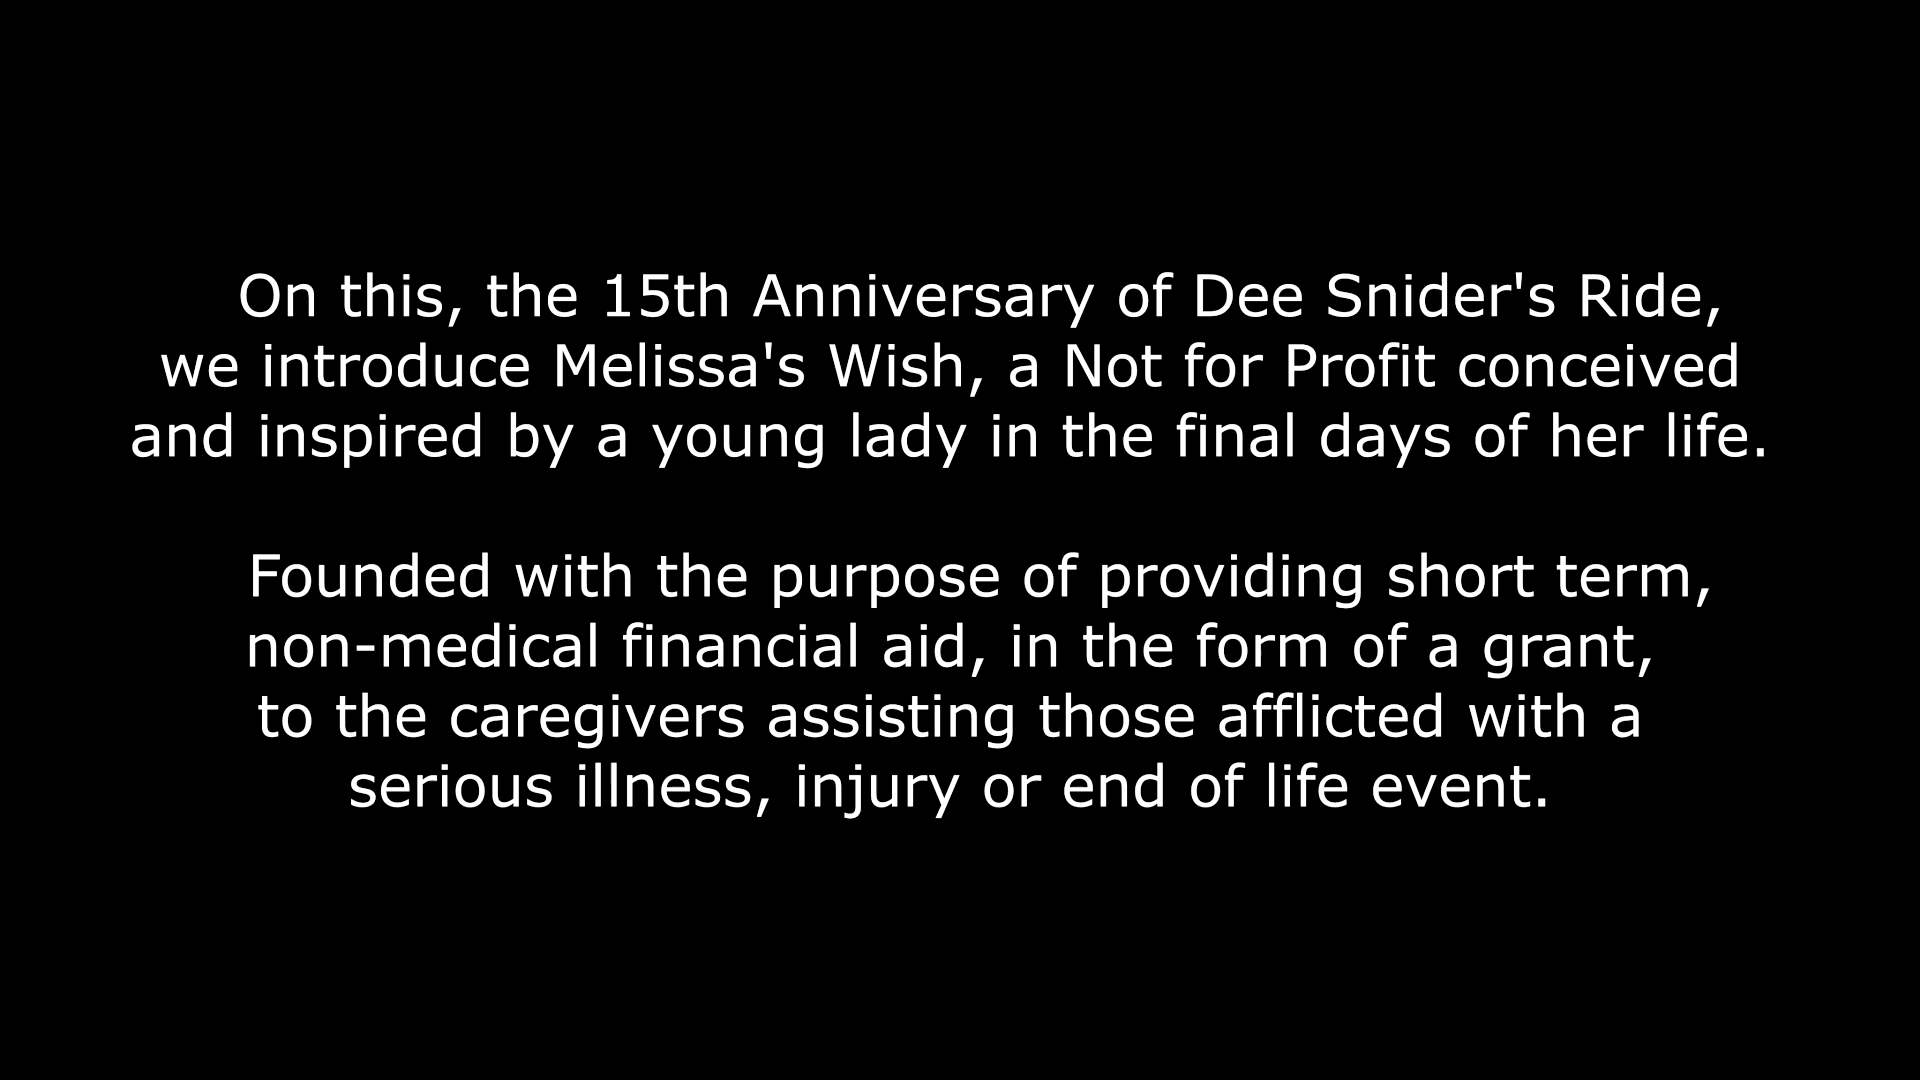 On this, the 15th Anniversary of Dee Snider's Ride,
we introduce Melissa's Wish, a Not for Profit conceived
and inspired by a young lady in the final days of her life.
Founded with the purpose of providing short term,
non-medical financial aid, in the form of a grant,
to the caregivers assisting those afflicted with a
serious illness, injury or end of life event.